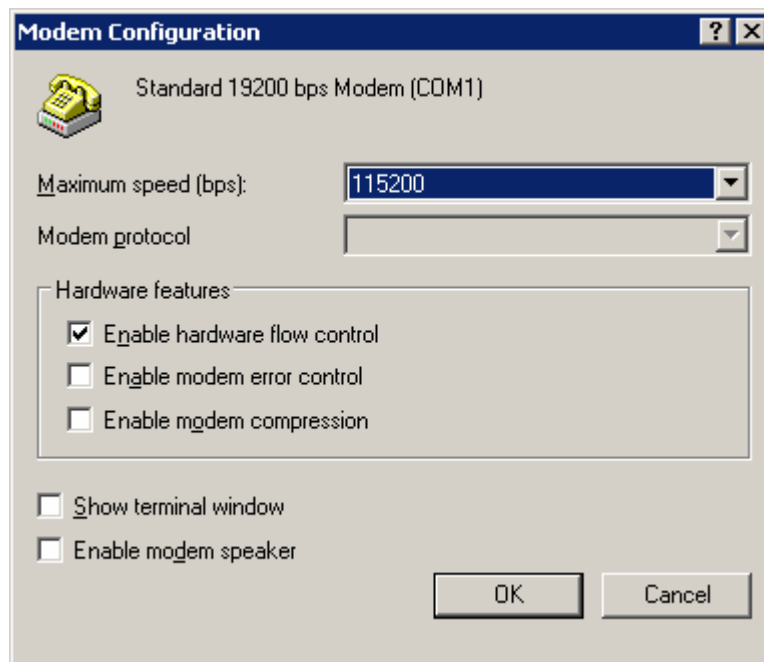 Modem Configuration
Standard 19200 bps Modem (COM1)
Maximum speed (bps):
115200
Modem protocol
Hardware features
Enable hardware flow control
Enable modem error control
Enable modem compression
Show terminal window
Enable modem speaker
OK
Cancel